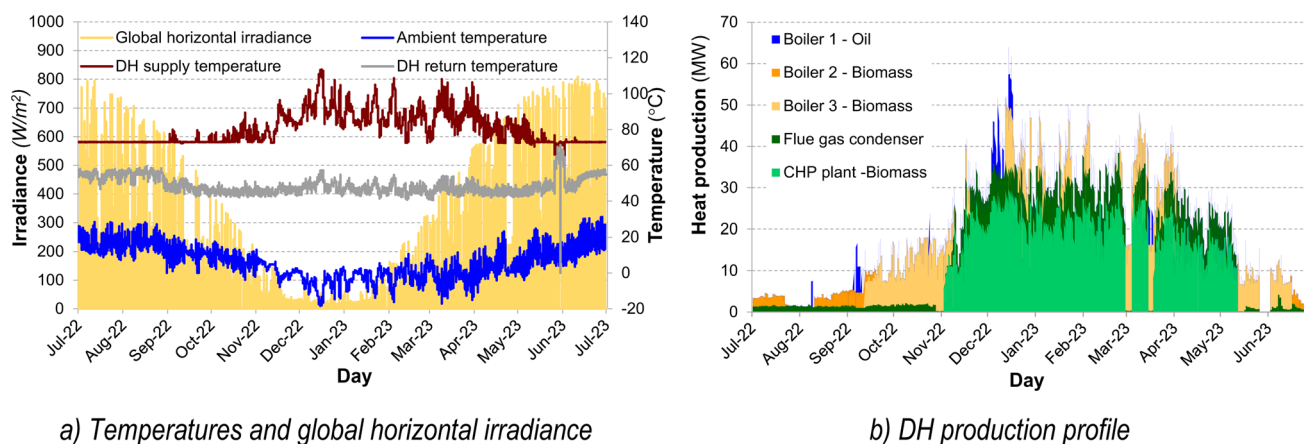 1000
900
800
700
600
500
400
300
200
100
0
Irradiance (W/m²)
Global horizontal irradiance
Ambient temperature
DH supply temperature
DH return temperature
140
120
100
80
60
40
20
0
-20
Temperature (°C)
Jul-22
Aug-22
Sep-22
Oct-22
Nov-22
Dec-22
Jan-23
Feb-23
Mar-23
Apr-23
May-23
Jun-23
Jul-23
Day
a) Temperatures and global horizontal irradiance
70
60
50
40
30
20
10
0
Heat production (MW)
Boiler 1 - Oil
Boiler 2 - Biomass
Boiler 3 - Biomass
Flue gas condenser
CHP plant -Biomass
Jul-22
Aug-22
Sep-22
Oct-22
Nov-22
Dec-22
Jan-23
Feb-23
Mar-23
Apr-23
May-23
Jun-23
Day
b) DH production profile